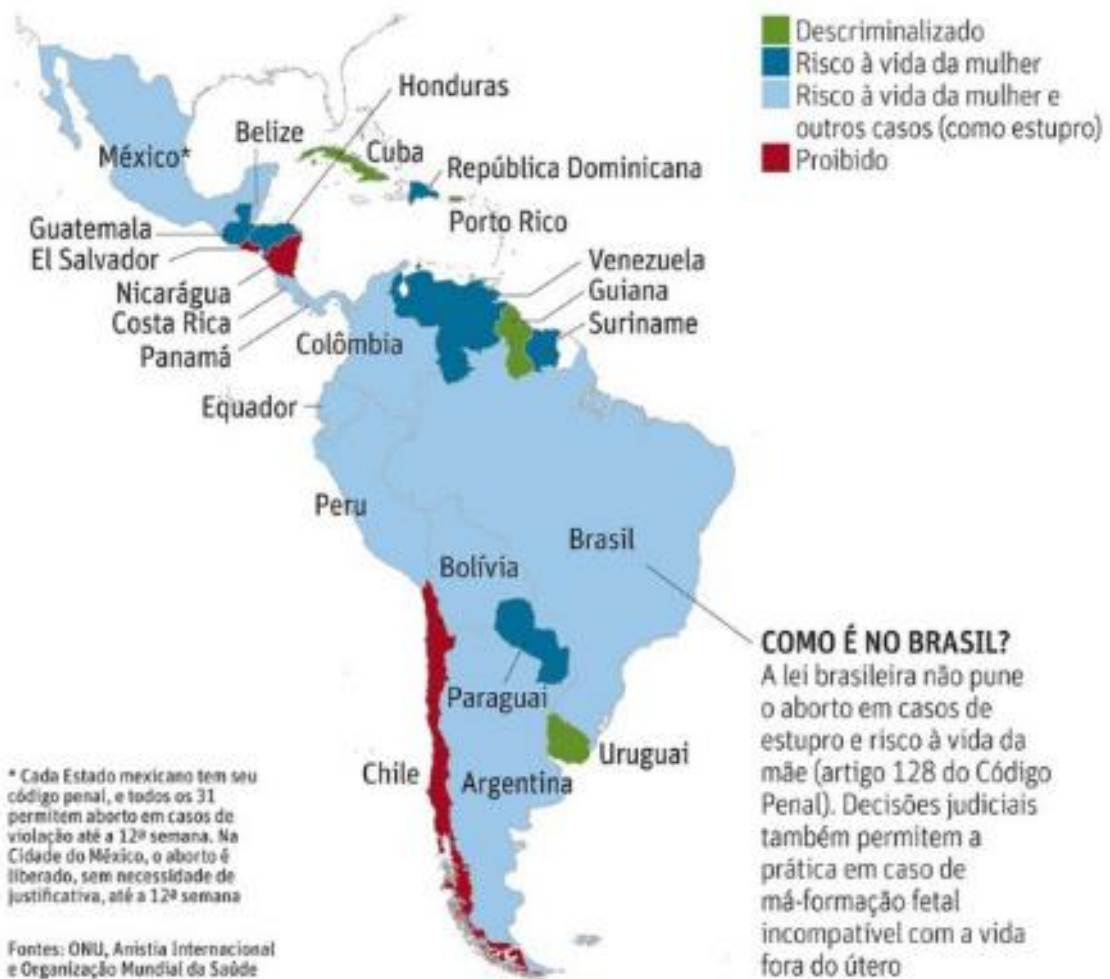 Descriminalizado
Risco à vida da mulher
Risco à vida da mulher e
outros casos (como estupro)
Proibido
Honduras
Belize
México*
Cuba
República Dominicana
Porto Rico
Guatemala
El Salvador
Nicarágua
Costa Rica
Panamá
Venezuela
Guiana
Suriname
Colômbia
Equador
Peru
Brasil
Bolívia
Paraguai
Uruguai
Chile
Argentina
COMO É NO BRASIL?
A lei brasileira não pune
o aborto em casos de
estupro e risco à vida da
mãe (artigo 128 do Código
Penal). Decisões judiciais
também permitem a
prática em caso de
má-formação fetal
incompatível com a vida
fora do útero
* Cada Estado mexicano tem seu
código penal, e todos os 31
permitem aborto em casos de
violação até a 12ª semana. Na
Cidade do México, o aborto é
liberado, sem necessidade de
justificativa, até a 12ª semana
Fontes: ONU, Anistia Internacional
e Organização Mundial da Saúde